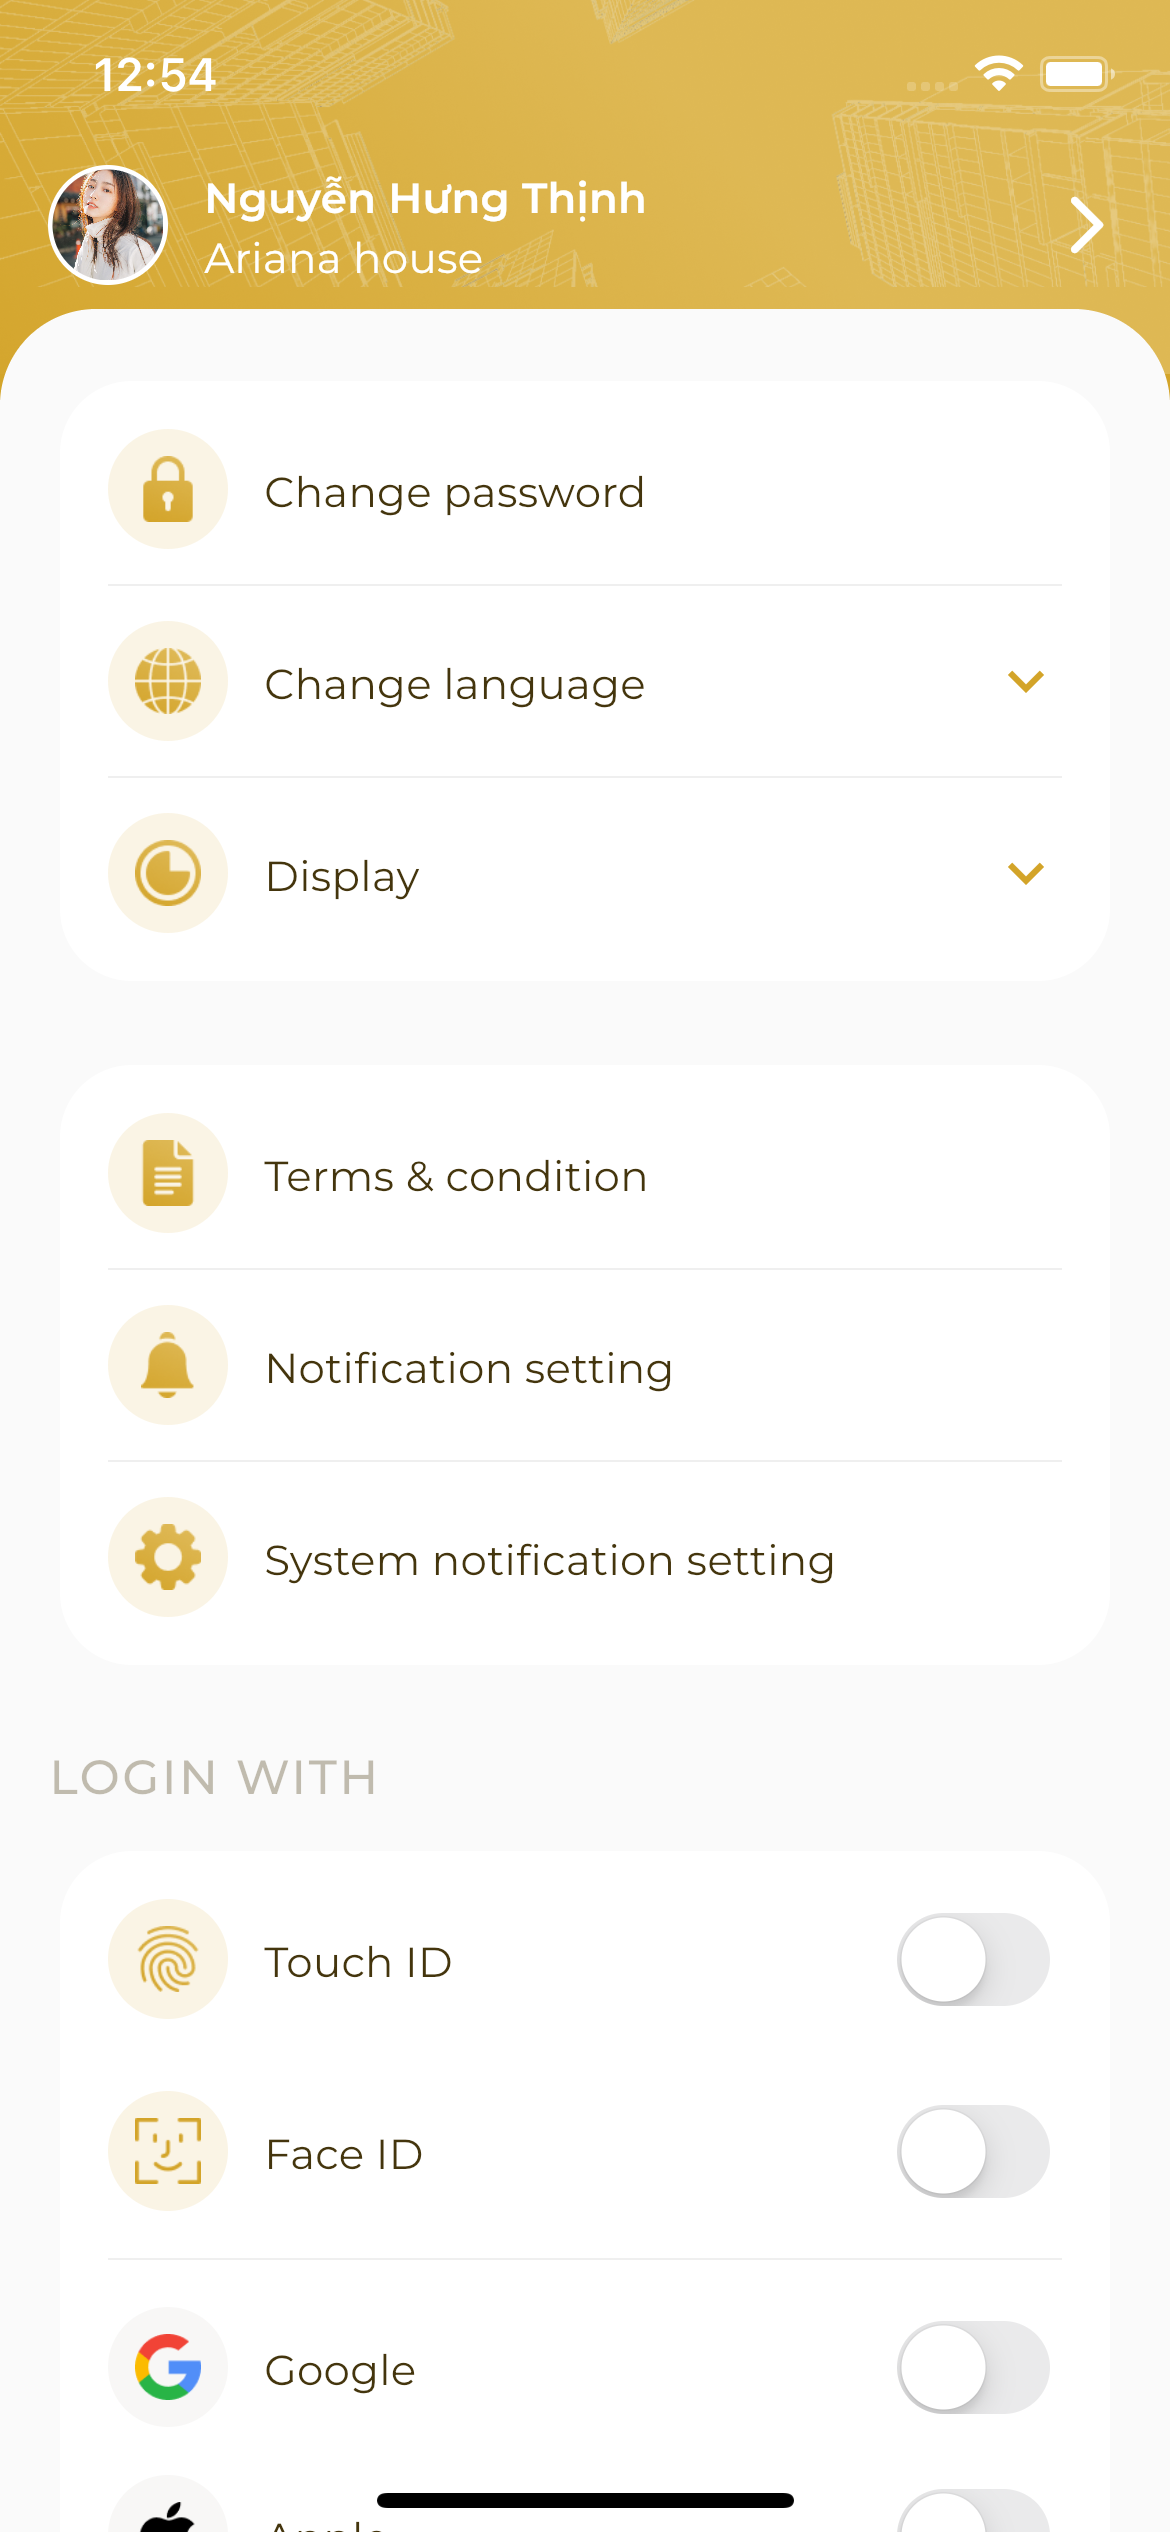 12:54
Nguyễn Hưng Thịnh
Ariana house
Change password
Change language
Display
Terms & condition
Notification setting
System notification setting
LOGIN WITH
Touch ID
Face ID
Google
Apple